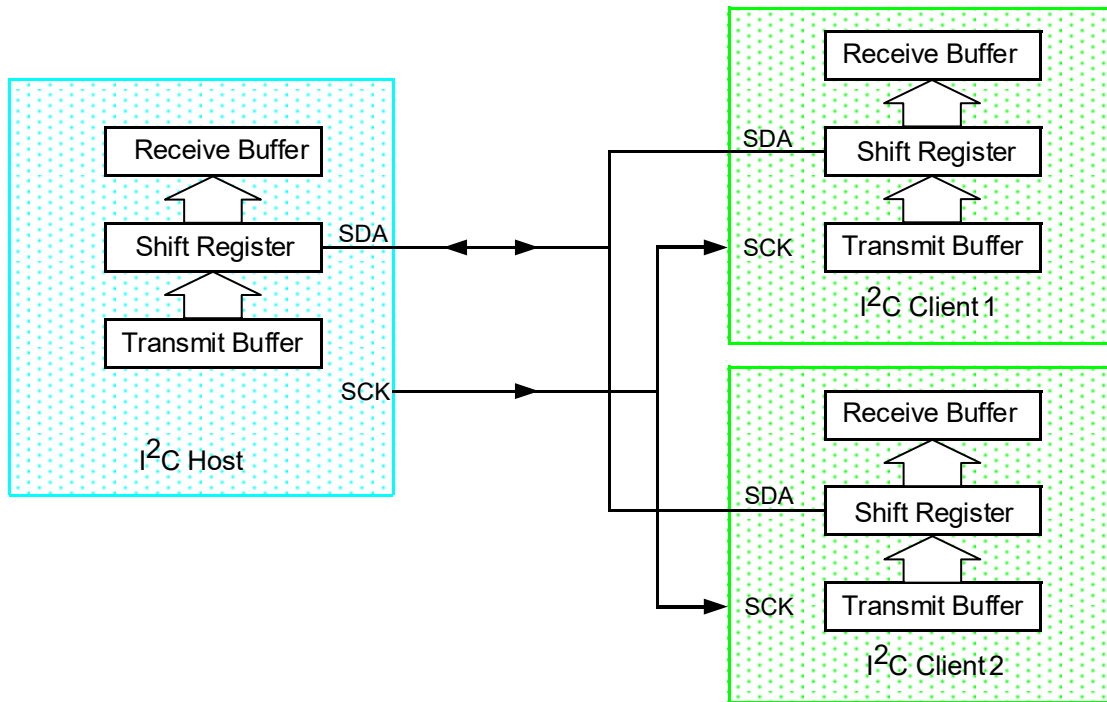 Receive Buffer
Shift Register
SDA
Transmit Buffer
SCK
I²C Host
Receive Buffer
SDA
Shift Register
SCK
Transmit Buffer
I²C Client 1
Receive Buffer
SDA
Shift Register
SCK
Transmit Buffer
I²C Client 2